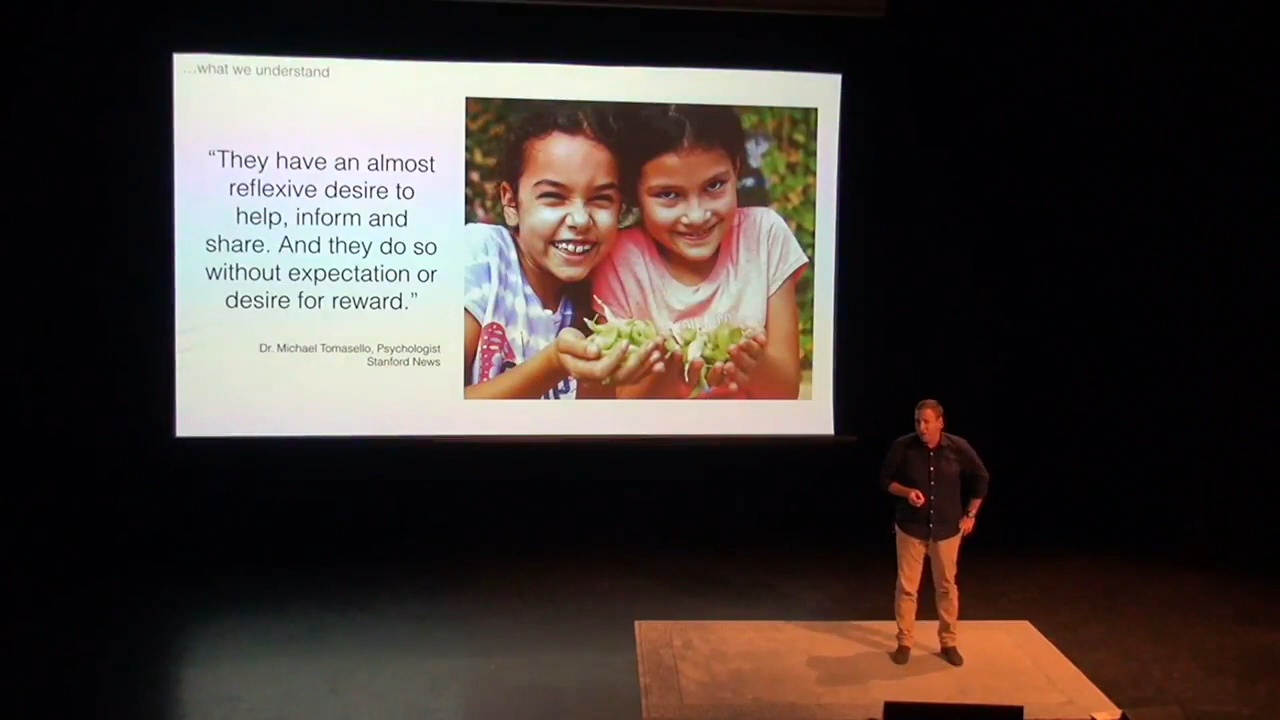 ...what we understand
“They have an almost
reflexive desire to
help, inform and
share. And they do so
without expectation or
desire for reward.”
Dr. Michael Tomasello, Psychologist
Stanford News